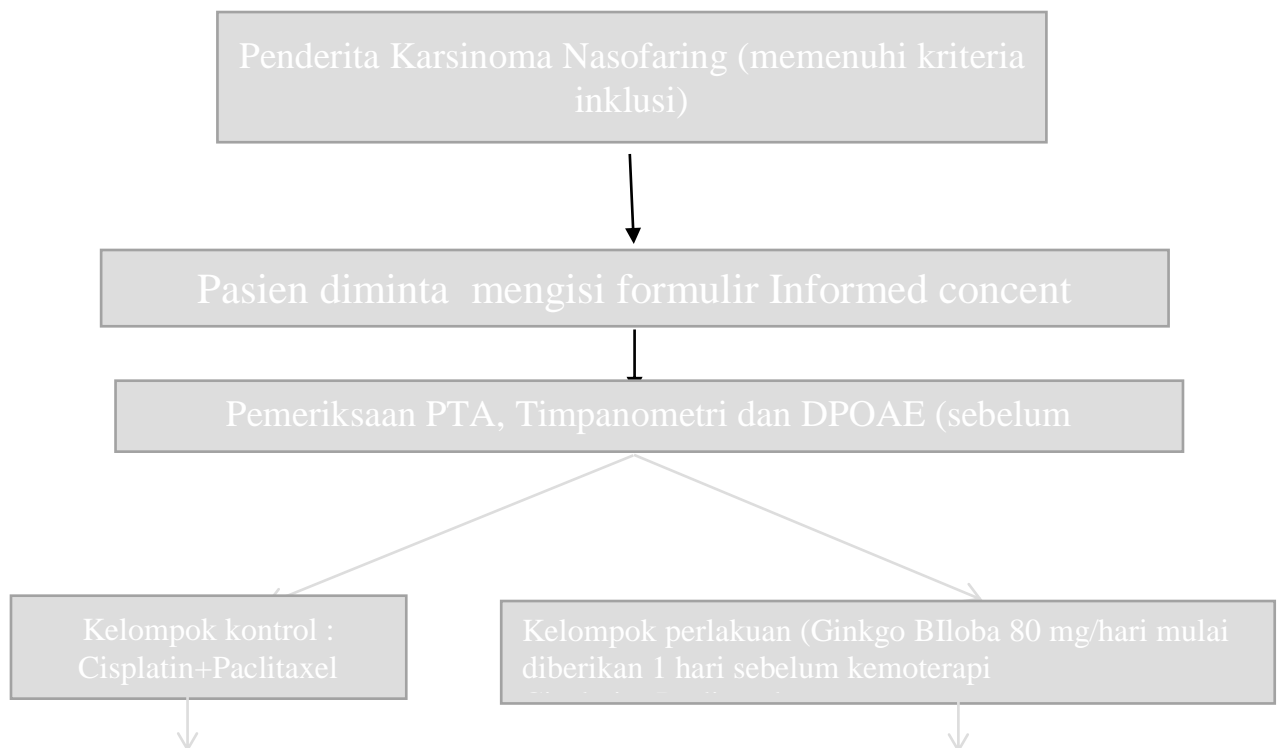 Penderita Karsinoma Nasofaring (memenuhi kriteria
inklusi)
Pasien diminta mengisi formulir Informed concent
Pemeriksaan PTA, Timpanometri dan DPOAE (sebelum
Kelompok kontrol :
Cisplatin+Paclitaxel
Kelompok perlakuan (Ginkgo BIloba 80 mg/hari mulai
diberikan 1 hari sebelum kemoterapi